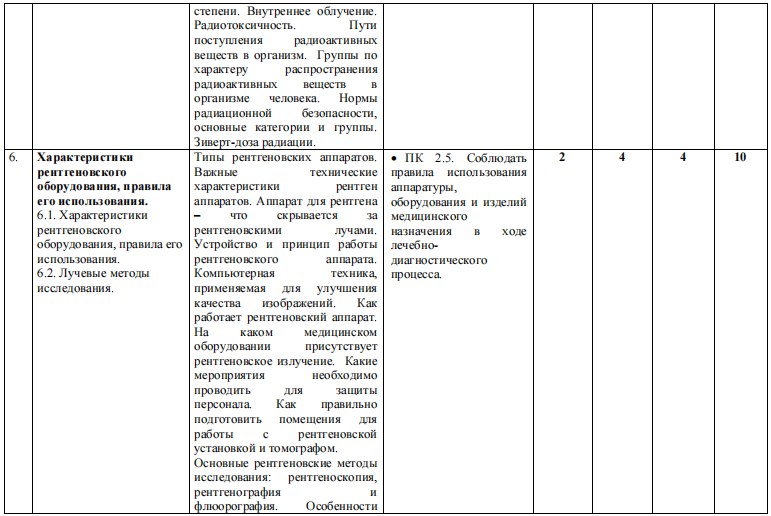 степени. Внутреннее облучение.
Радиотоксичность. Пути
поступления радиоактивных
веществ в организм. Группы по
характеру распространения
радиоактивных веществ в
организме человека. Нормы
радиационной безопасности,
основные категории и группы.
Зиверт-доза радиации.
6.
Характеристики
рентгеновского
оборудования, правила
его использования.
6.1. Характеристики
рентгеновского
оборудования, правила его
использования.
6.2. Лучевые методы
исследования.
Типы рентгеновских аппаратов.
Важные технические
характеристики рентген
аппаратов. Аппарат для рентгена
– что скрывается за
рентгеновскими лучами.
Устройство и принцип работы
рентгеновского аппарата.
Компьютерная техника,
применяемая для улучшения
качества изображений. Как
работает рентгеновский аппарат.
На каком медицинском
оборудовании присутствует
рентгеновское излучение. Какие
мероприятия необходимо
проводить для защиты
персонала. Как правильно
подготовить помещения для
работы с рентгеновской
установкой и томографом.
Основные рентгеновские методы
исследования: рентгеноскопия,
рентгенография и
флюорография. Особенности
• ПК 2.5. Соблюдать
правила использования
аппаратуры,
оборудования и изделий
медицинского
назначения в ходе
лечебно-
диагностического
процесса.
2
4
4
10